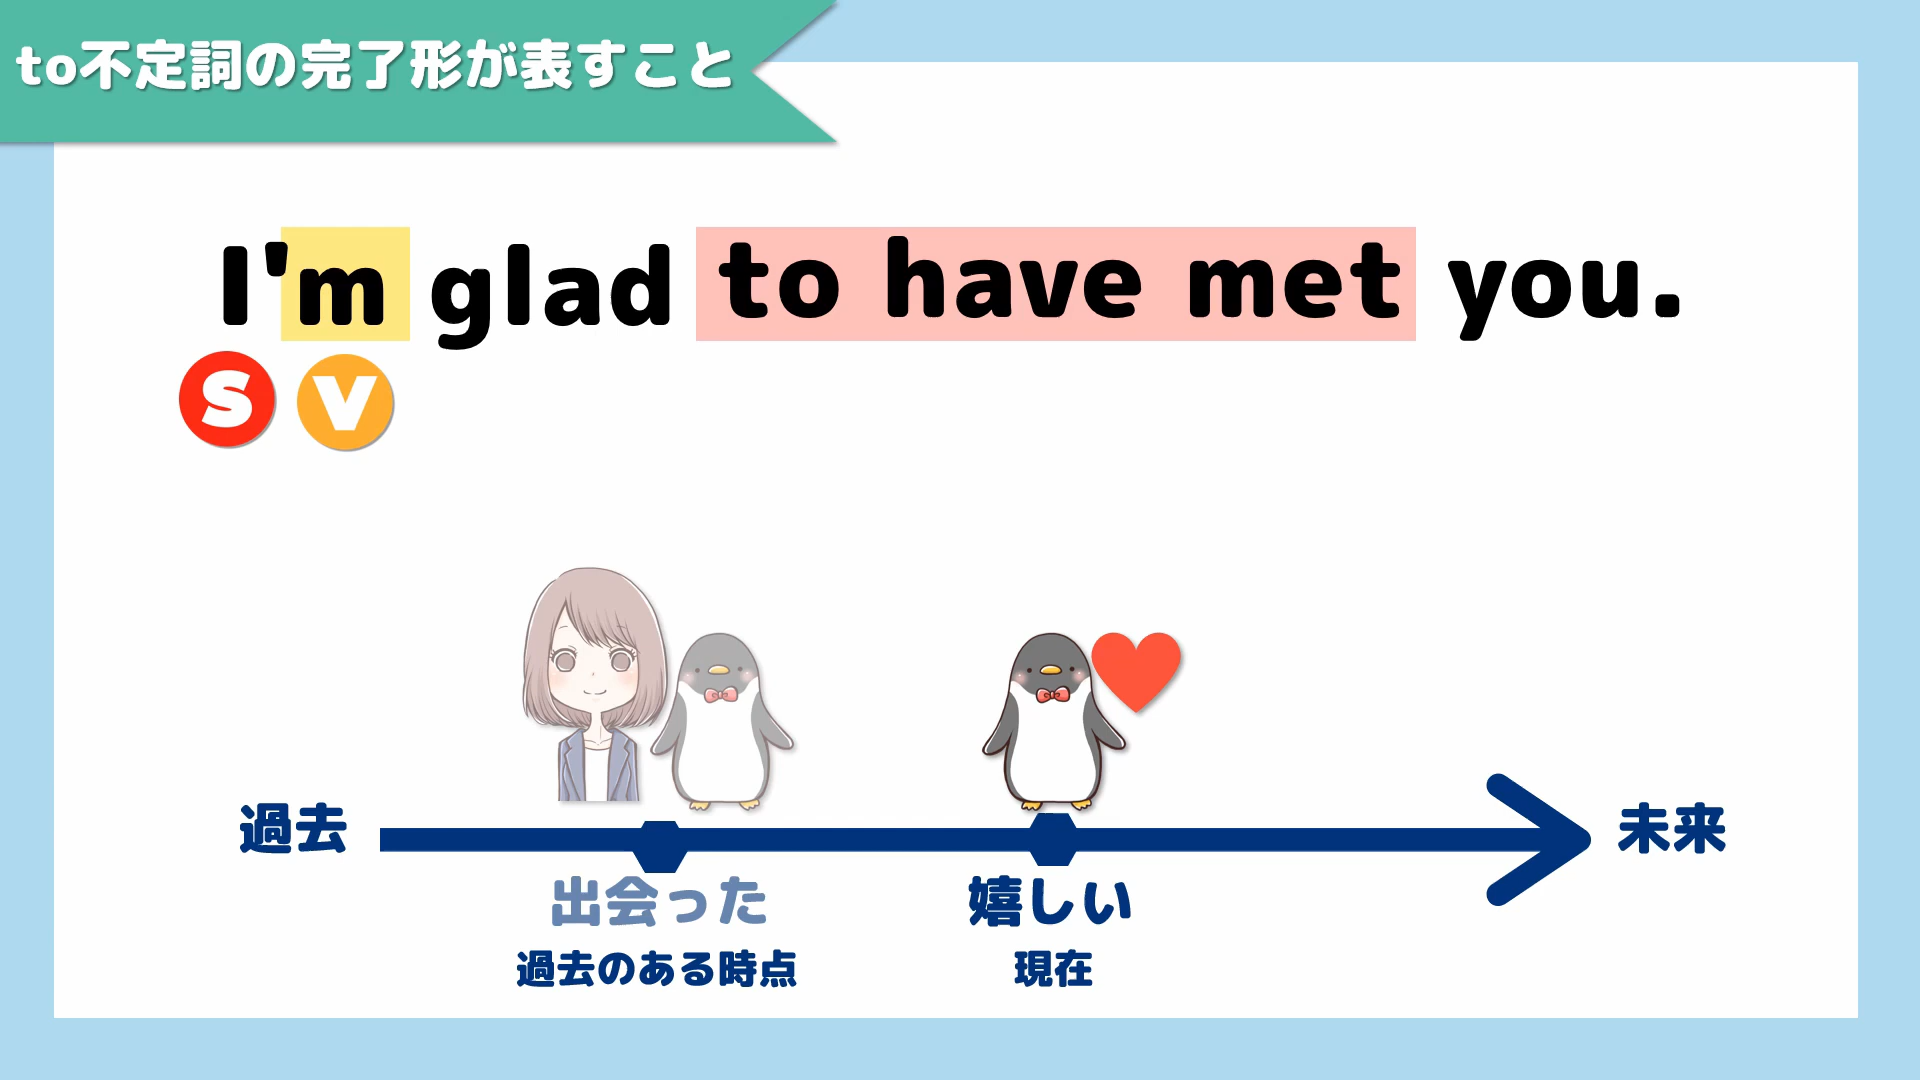 to不定詞の完了形が表すこと
I'm glad to have met you.
S V
過去
未来
出会った
嬉しい
過去のある時点
現在